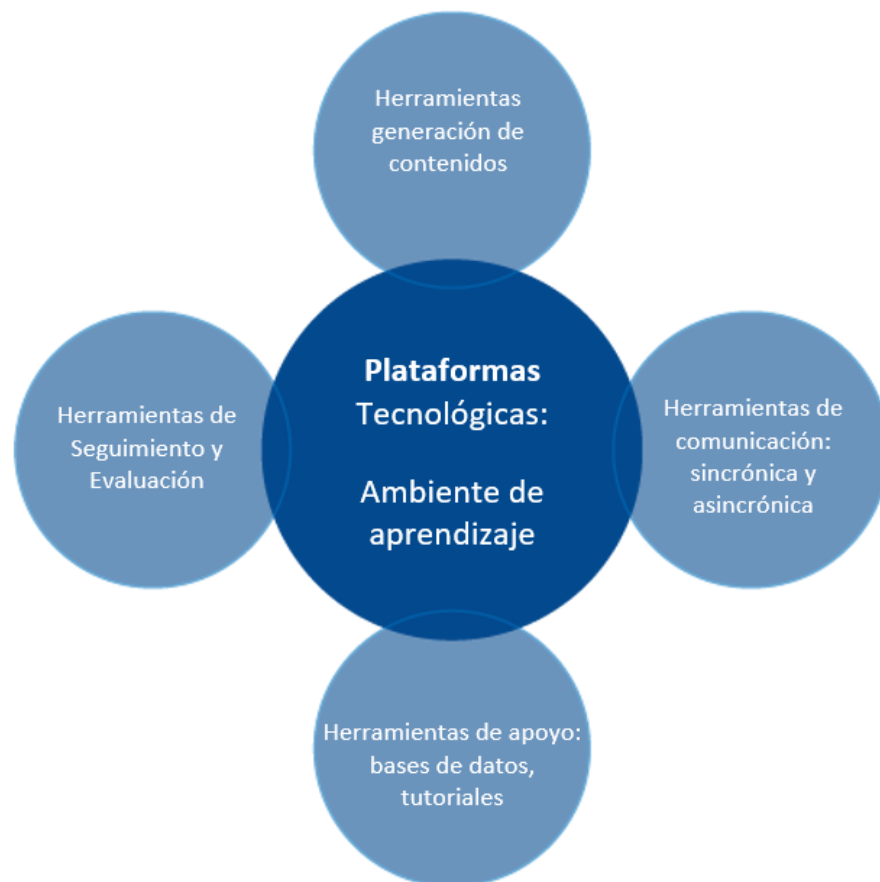 Herramientas
generación de
contenidos
Plataformas
Tecnológicas:
Ambiente de
aprendizaje
Herramientas de
Seguimiento y
Evaluación
Herramientas de
comunicación:
sincrónica y
asincrónica
Herramientas de apoyo:
bases de datos,
tutoriales